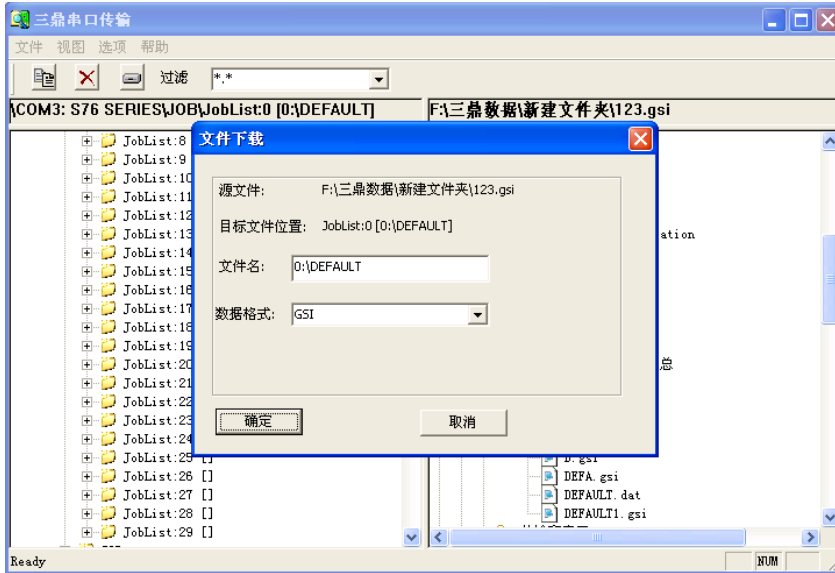 三鼎串口传输
文件 视图 选项 帮助
过滤 *.*
\COM3: S76 SERIES\JOB\JobList:0 [0:\DEFAULT]
F:\三鼎数据\新建文件夹\123.gsi
JobList:8
JobList:9
JobList:10
JobList:11
JobList:12
JobList:13
JobList:14
JobList:15
JobList:16
JobList:17
JobList:18
JobList:19
JobList:20
JobList:21
JobList:22
JobList:23
JobList:24
JobList:25 []
JobList:26 []
JobList:27 []
JobList:28 []
JobList:29 []
文件下载
源文件: F:\三鼎数据\新建文件夹\123.gsi
目标文件位置: JobList:0 [0:\DEFAULT]
文件名: 0:\DEFAULT
数据格式: GSI
确定 取消
ation
总
D.gsi
DEFA.gsi
DEFAULT.dat
DEFAULT1.gsi
Ready
NUM